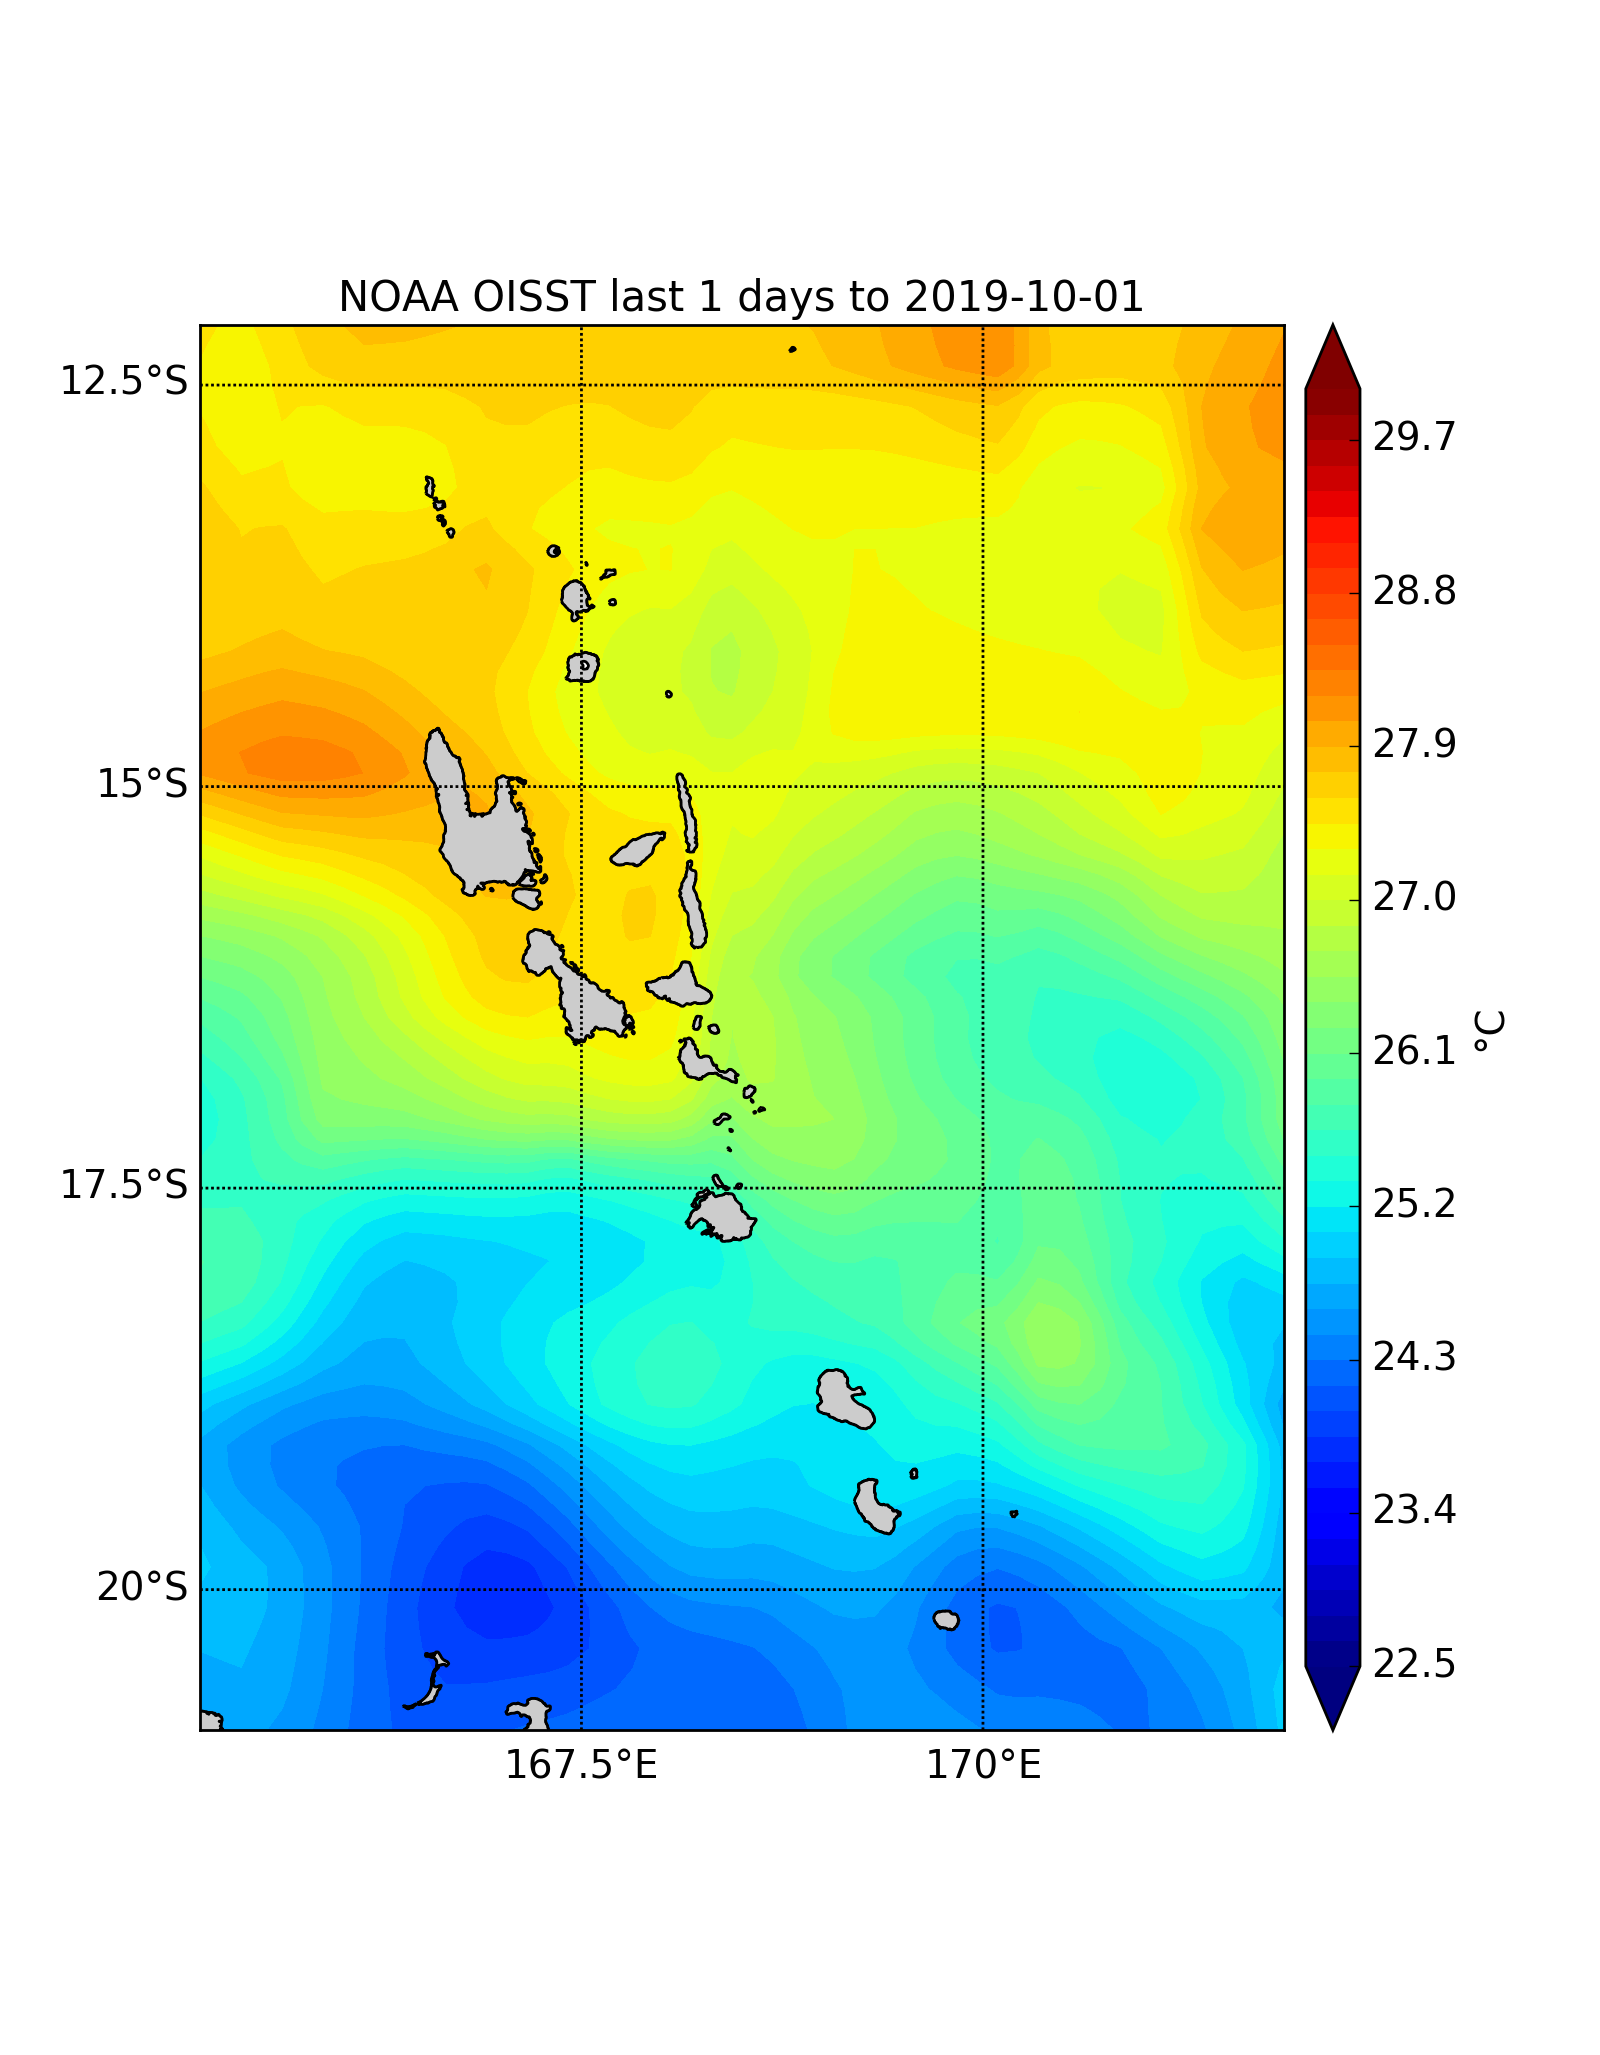 NOAA OISST last 1 days to 2019-10-01
12.5°S
15°S
17.5°S
20°S
167.5°E
170°E
29.7
28.8
27.9
27.0
26.1
25.2
24.3
23.4
22.5
°C